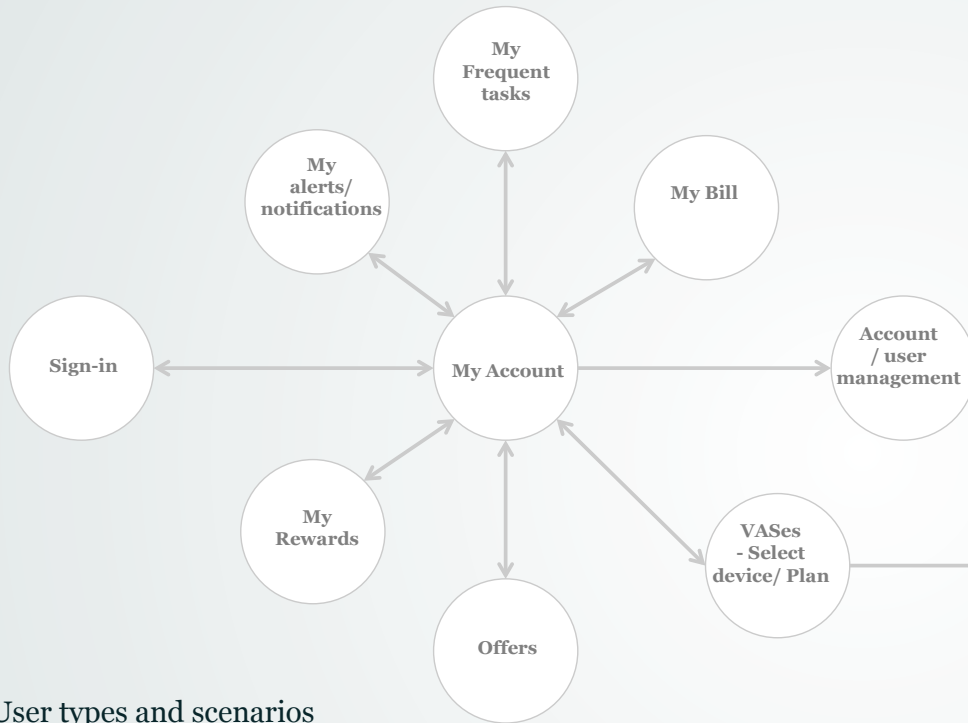 My
Frequent
tasks
My
alerts/
notifications
My Bill
Sign-in
My Account
Account
/ user
management
My
Rewards
VASes
- Select
device/ Plan
Offers
User types and scenarios